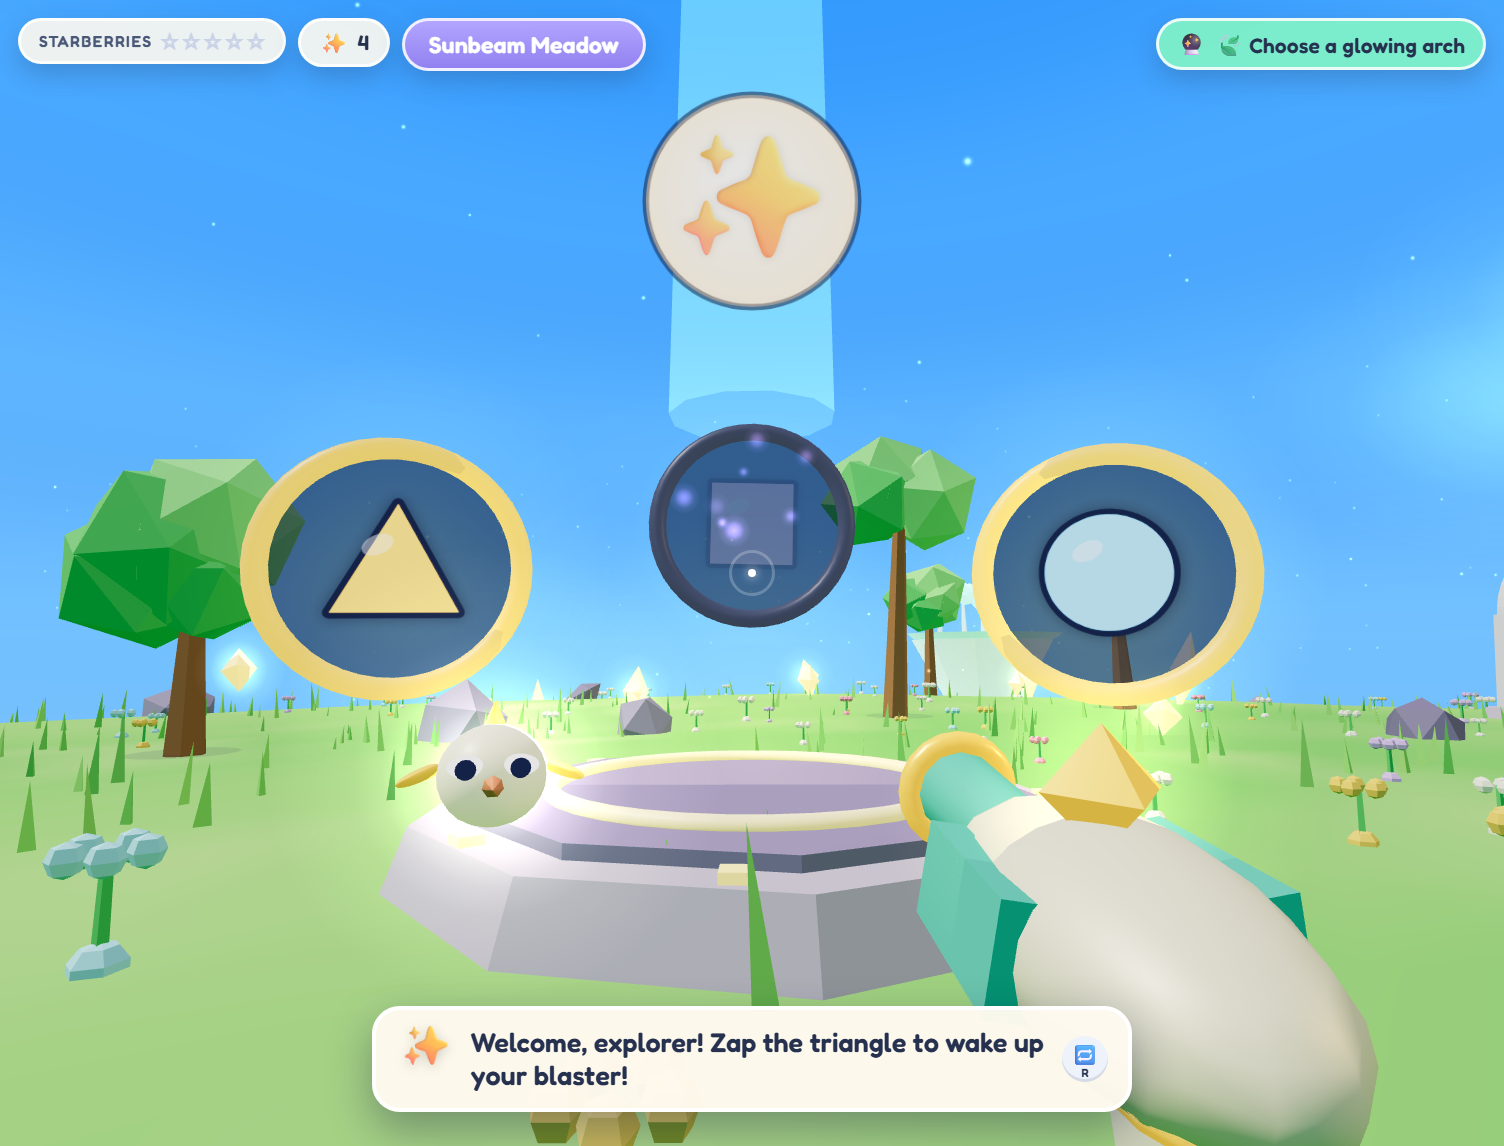 STARBERRIES
4
Sunbeam Meadow
Choose a glowing arch
Welcome, explorer! Zap the triangle to wake up
your blaster!
R